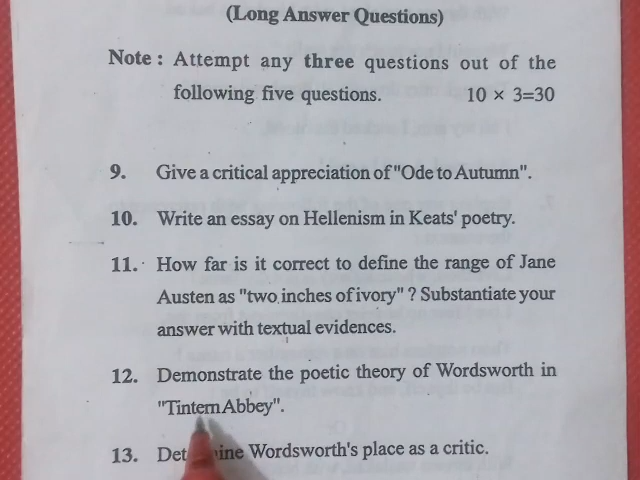 (Long Answer Questions)
Note : Attempt any three questions out of the
following five questions. 10 × 3=30
9. Give a critical appreciation of "Ode to Autumn".
10. Write an essay on Hellenism in Keats' poetry.
11. How far is it correct to define the range of Jane
Austen as "two inches of ivory" ? Substantiate your
answer with textual evidences.
12. Demonstrate the poetic theory of Wordsworth in
"Tintern Abbey".
13. Wordsworth's place as a critic.